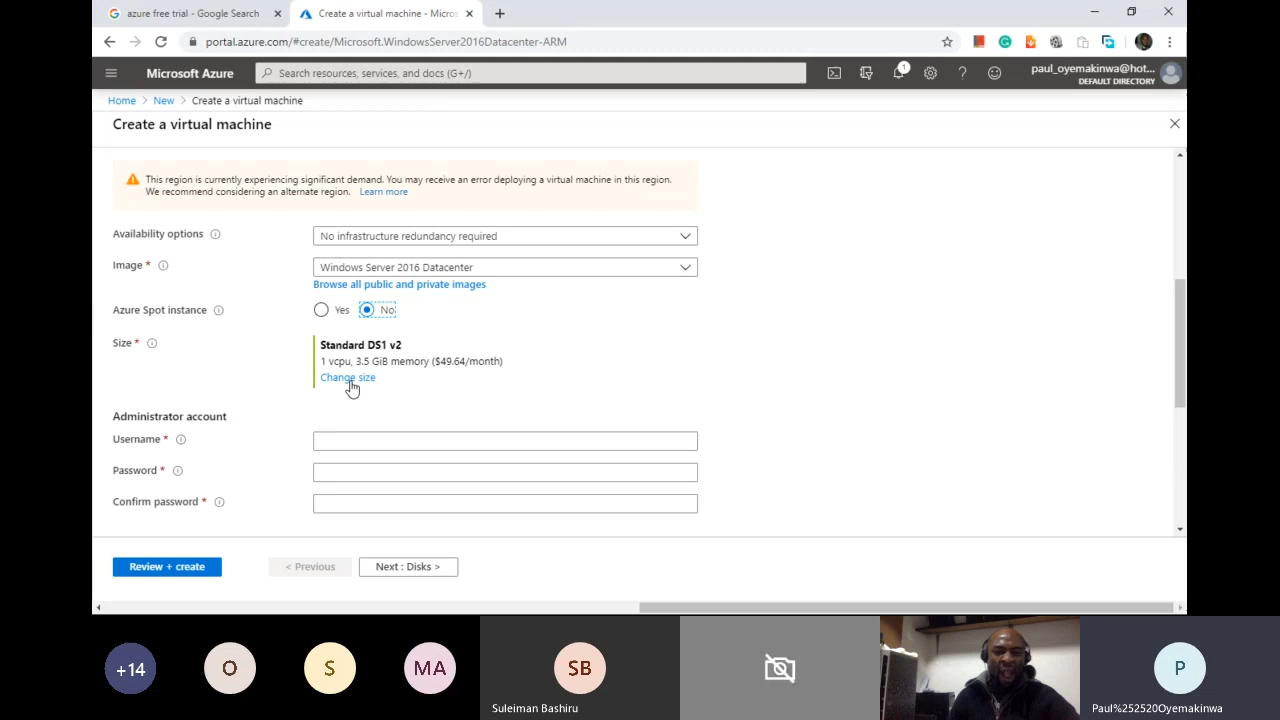 azure free trial - Google Search
Create a virtual machine - Micros
portal.azure.com/#create/Microsoft.WindowsServer2016Datacenter-ARM
Microsoft Azure
Search resources, services, and docs (G+/)
1
paul_oyemakinwa@hot...
DEFAULT DIRECTORY
Home > New > Create a virtual machine
Create a virtual machine
This region is currently experiencing significant demand. You may receive an error deploying a virtual machine in this region.
We recommend considering an alternate region. Learn more
Availability options
No infrastructure redundancy required
Image *
Windows Server 2016 Datacenter
Browse all public and private images
Azure Spot instance
Yes No
Size *
Standard DS1 v2
1 vcpu, 3.5 GiB memory ($49.64/month)
Change size
Administrator account
Username *
Password *
Confirm password *
Review + create
< Previous
Next : Disks >
+14
O
S
MA
SB
P
Suleiman Bashiru
Paul%252520Oyemakinwa